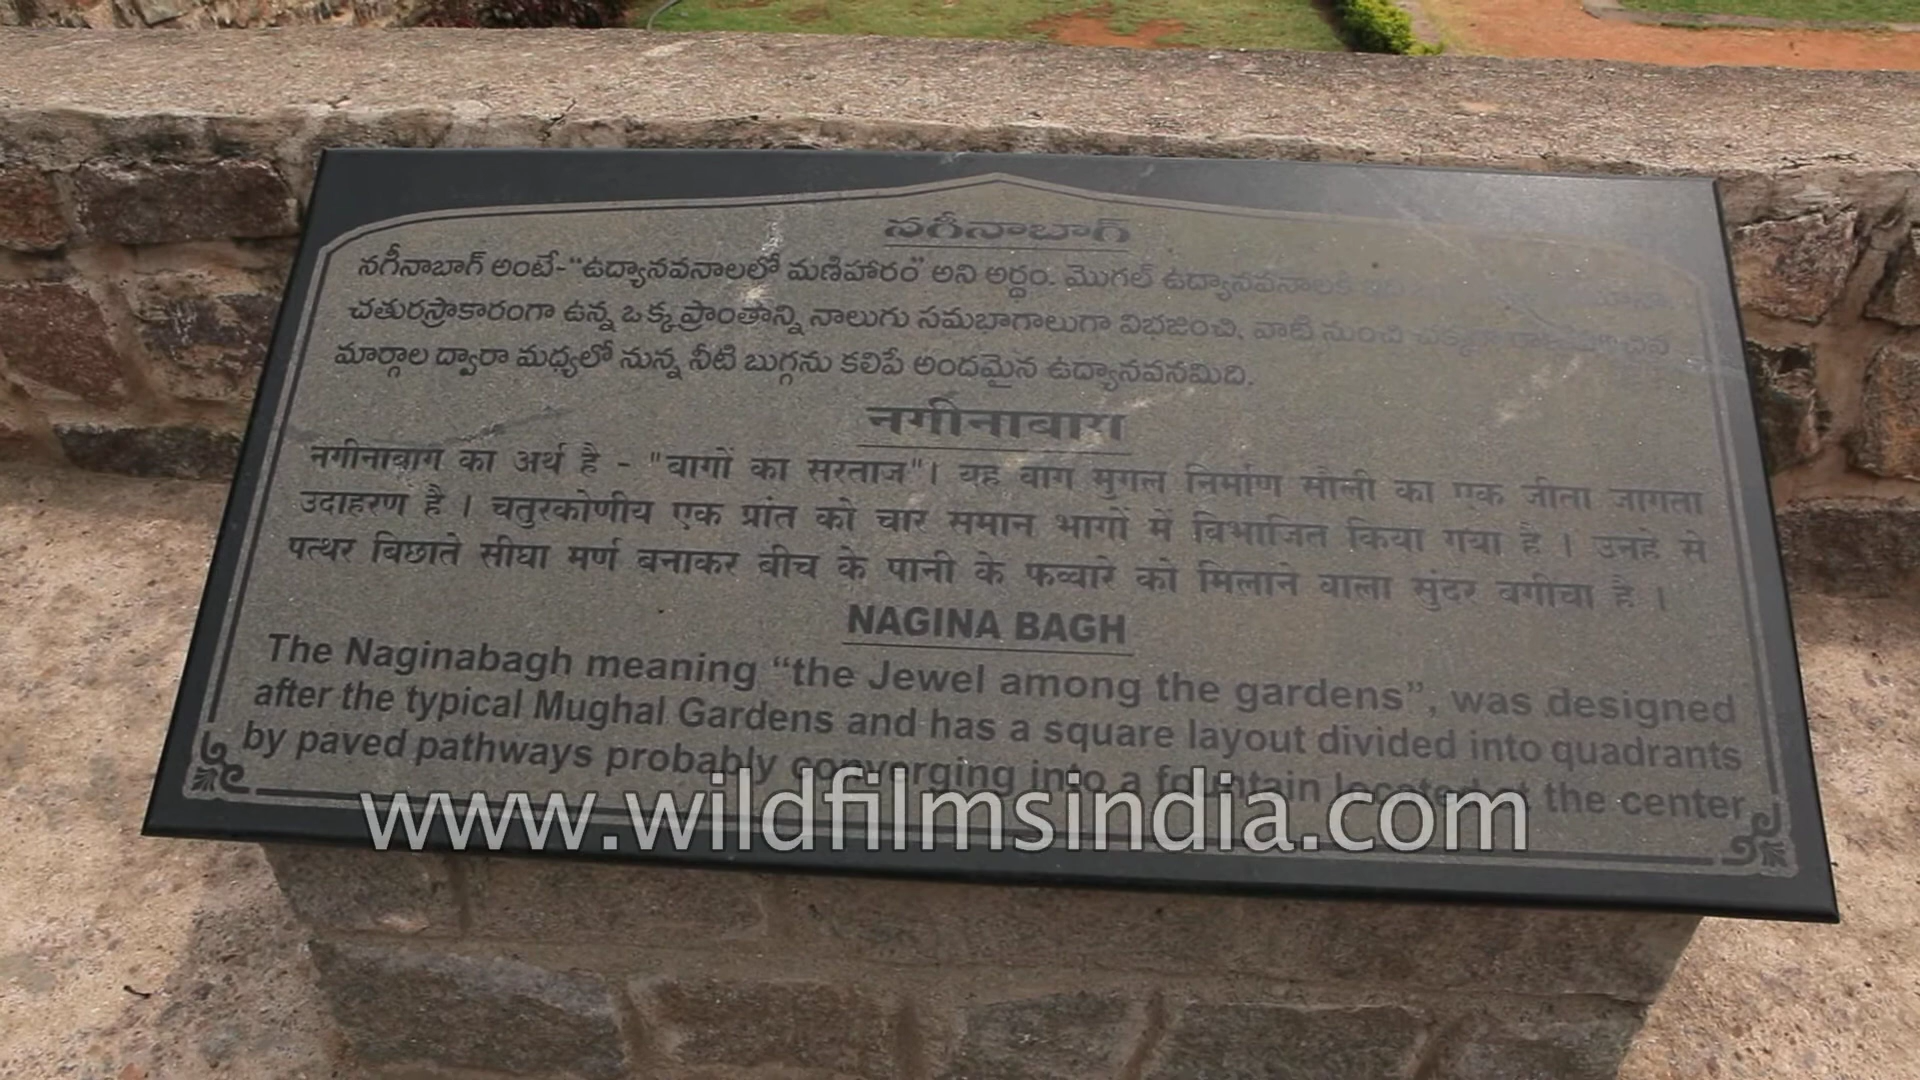 నగీనాబాగ్
నగీనాబాగ్ అంటే-"ఉద్యానవనాలలో మణిహారం" అని అర్ధం. మొగల్ ఉద్యానవనాలకి
చతురస్రాకారంగా ఉన్న ఒక్క ప్రాంతాన్ని నాలుగు సమబాగాలుగా విభజించి, వాటి నుంచి
మార్గాల ద్వారా మధ్యలో నున్న నీటి బుగ్గను కలిపే అందమైన ఉద్యానవనమిది.
नगीनाबाग
नगीनाबाग का अर्थ है - "बागों का सरताज"। यह बाग मुगल निर्माण सौली का एक जीता जागता
उदाहरण है । चतुरकोणीय एक प्रांत को चार समान भागों में विभाजित किया गया है । उनहे से
पत्थर बिछाते सीघा मर्ण बनाकर बीच के पानी के फव्वारे को मिलाने वाला सुंदर बगीचा है ।
NAGINA BAGH
The Naginabagh meaning “the Jewel among the gardens”, was designed
after the typical Mughal Gardens and has a square layout divided into quadrants
by paved pathways probably converging into a fountain located at the center
www.wildfilmsindia.com